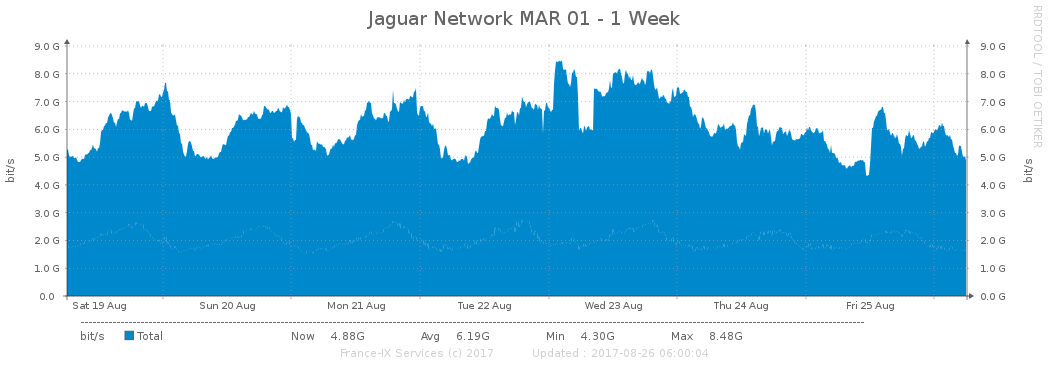 Jaguar Network MAR 01 - 1 Week
RRDTOOL / TOBI OETIKER
9.0 G 9.0 G
8.0 G 8.0 G
7.0 G 7.0 G
6.0 G 6.0 G
5.0 G 5.0 G
4.0 G 4.0 G
3.0 G 3.0 G
2.0 G 2.0 G
1.0 G 1.0 G
0.0 0.0 G
bit/s
bit/s
Sat 19 Aug Sun 20 Aug Mon 21 Aug Tue 22 Aug Wed 23 Aug Thu 24 Aug Fri 25 Aug
bit/s Total Now 4.88G Avg 6.19G Min 4.30G Max 8.48G
France-IX Services (c) 2017 Updated : 2017-08-26 06:00:04